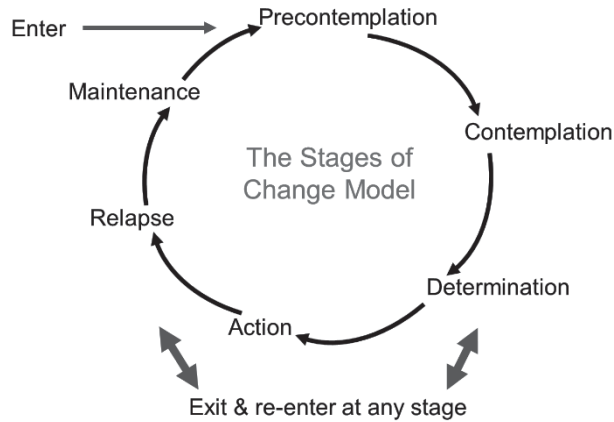 Enter
Precontemplation
Maintenance
Contemplation
The Stages of
Change Model
Relapse
Determination
Action
Exit & re-enter at any stage